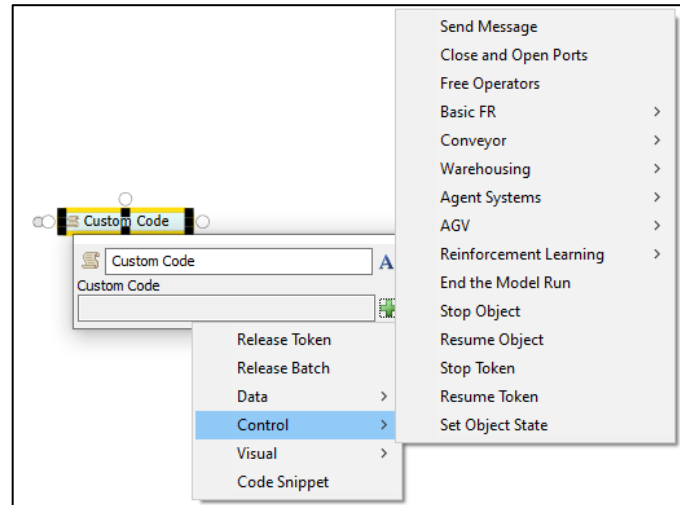 Custom Code
Custom Code
A
Custom Code
Release Token
Release Batch
Data
Control
Visual
Code Snippet
Send Message
Close and Open Ports
Free Operators
Basic FR
Conveyor
Warehousing
Agent Systems
AGV
Reinforcement Learning
End the Model Run
Stop Object
Resume Object
Stop Token
Resume Token
Set Object State